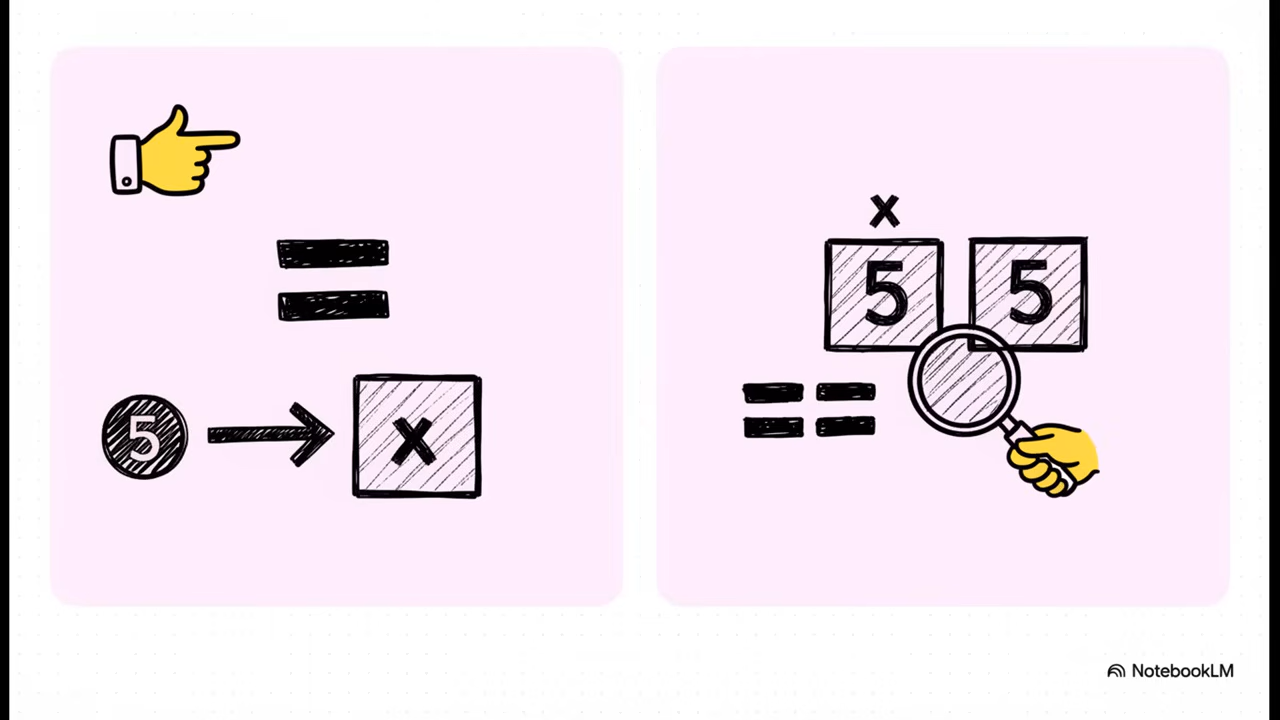 =
5 → x
x
5 5
==
NotebookLM